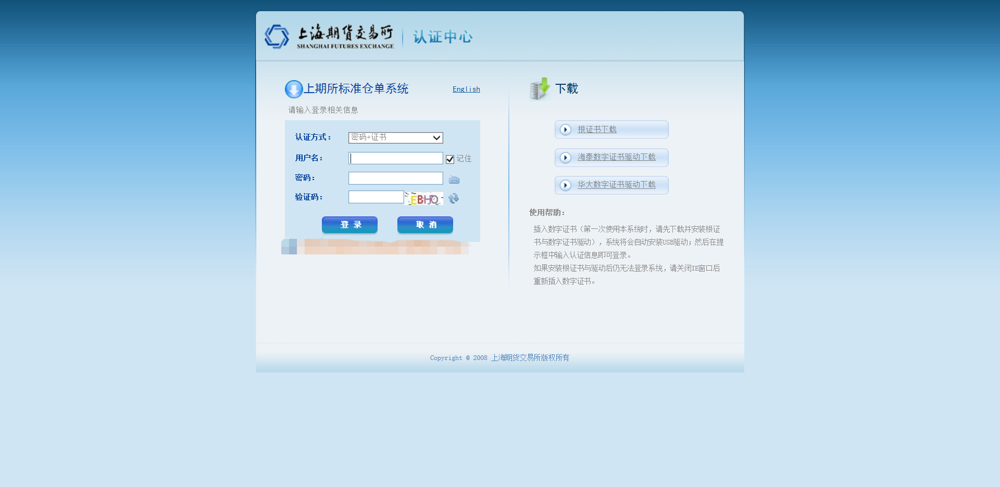 上海期货交易所
SHANGHAI FUTURES EXCHANGE
认证中心
上期所标准仓单系统
English
请输入登录相关信息
认证方式：
密码+证书
用户名：
记住
密码：
验证码：
EBHQ
登 录
取 消
下载
根证书下载
海泰数字证书驱动下载
华大数字证书驱动下载
使用帮助：
插入数字证书（第一次使用本系统时，请先下载并安装根证
书与数字证书驱动），系统将会自动安装USB驱动；然后在提
示框中输入认证信息即可登录。
如果安装根证书与驱动后仍无法登录系统，请关闭IE窗口后
重新插入数字证书。
Copyright @ 2008 上海期货交易所版权所有